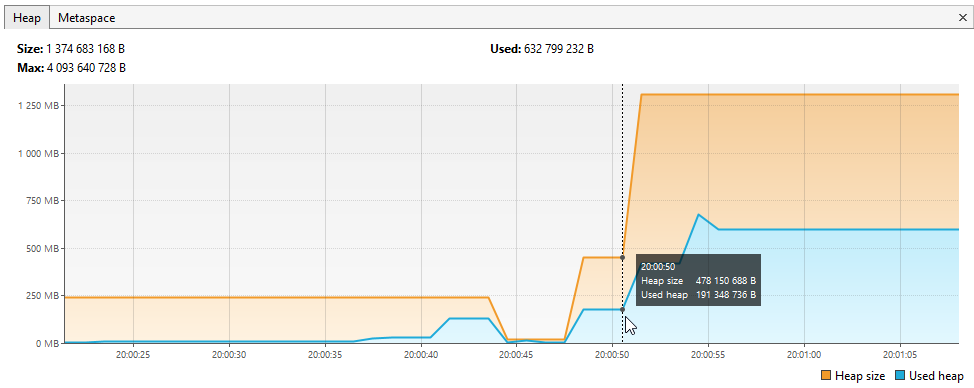 Heap Metaspace ×
Size: 1 374 683 168 B Used: 632 799 232 B
Max: 4 093 640 728 B
1 250 MB
1 000 MB
750 MB
500 MB
250 MB
0 MB
20:00:50
Heap size 478 150 688 B
Used heap 191 348 736 B
20:00:25 20:00:30 20:00:35 20:00:40 20:00:45 20:00:50 20:00:55 20:01:00 20:01:05
Heap size Used heap